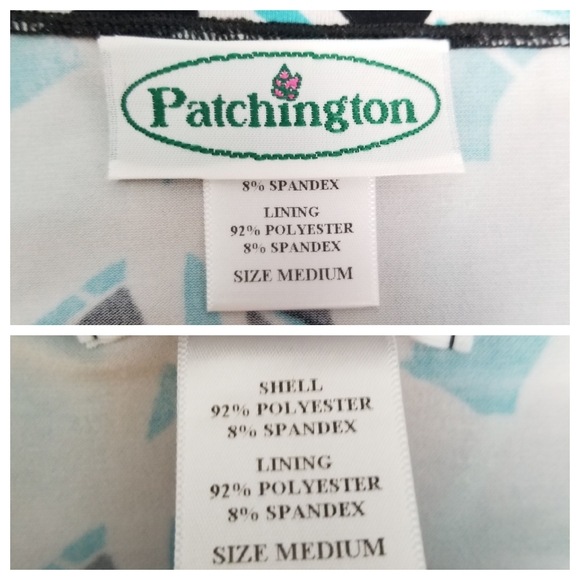 Patchington
8% SPANDEX
LINING
92% POLYESTER
8% SPANDEX
SIZE MEDIUM
SHELL
92% POLYESTER
8% SPANDEX
LINING
92% POLYESTER
8% SPANDEX
SIZE MEDIUM